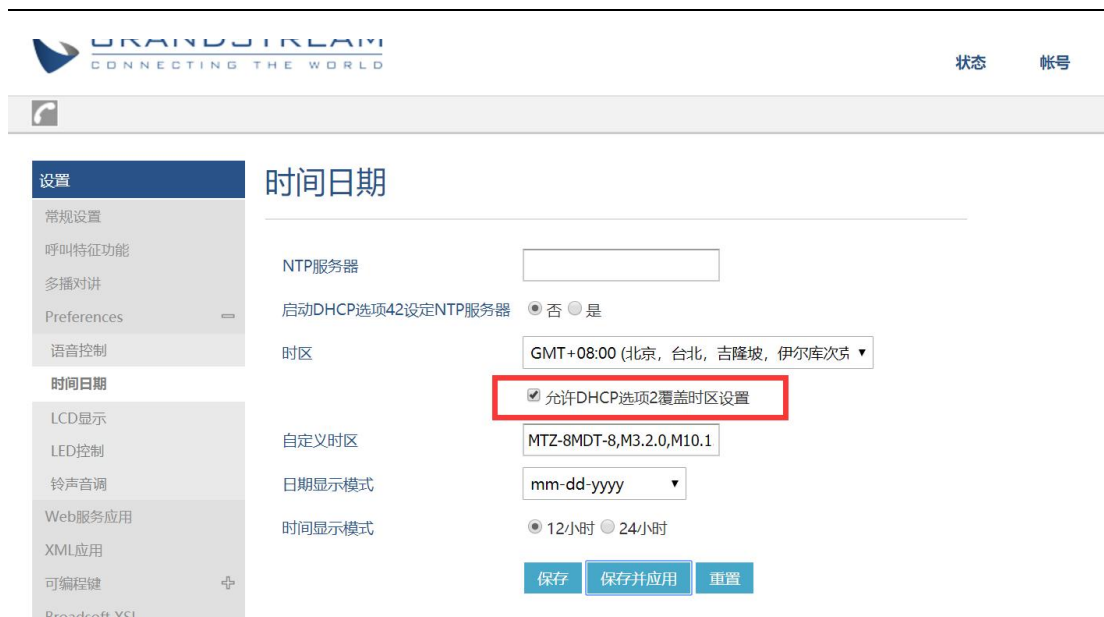 GRANDSTREAM
CONNECTING THE WORLD
状态 帐号
设置
常规设置
呼叫特征功能
多播对讲
Preferences
语音控制
时间日期
LCD显示
LED控制
铃声音调
Web服务应用
XML应用
可编程键
Broadsoft XSI
时间日期
NTP服务器
启动DHCP选项42设定NTP服务器 否 是
时区 GMT+08:00 (北京，台北，吉隆坡，伊尔库次克
允许DHCP选项2覆盖时区设置
自定义时区 MTZ-8MDT-8,M3.2.0,M10.1
日期显示模式 mm-dd-yyyy
时间显示模式 12小时 24小时
保存 保存并应用 重置